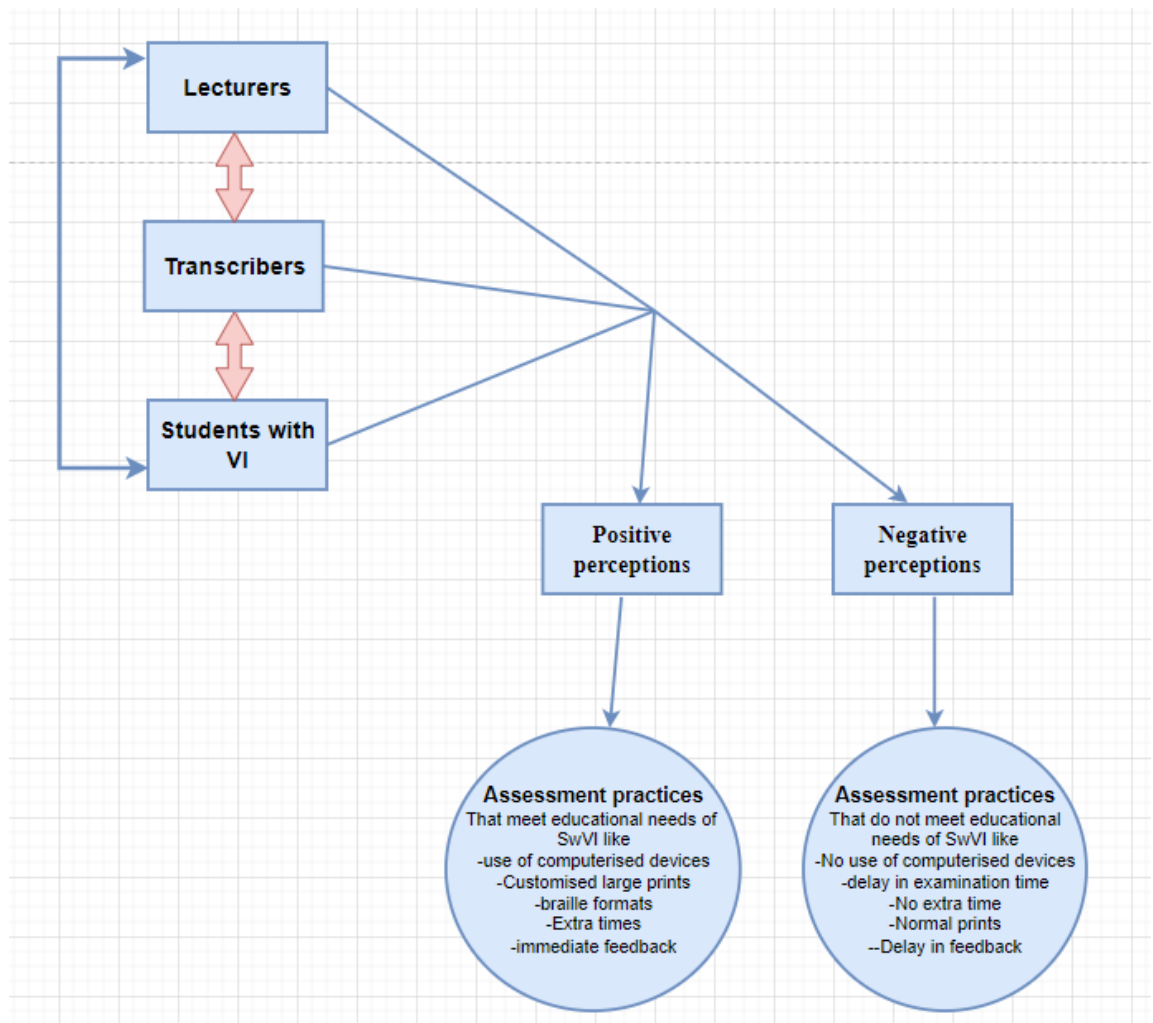 Lecturers
Transcribers
Students with
VI
Positive
perceptions
Negative
perceptions
Assessment practices
That meet educational needs of
SwVI like
-use of computerised devices
-Customised large prints
-braille formats
-Extra times
-immediate feedback
Assessment practices
That do not meet educational
needs of SwVI like
-No use of computerised devices
-delay in examination time
-No extra time
-Normal prints
--Delay in feedback